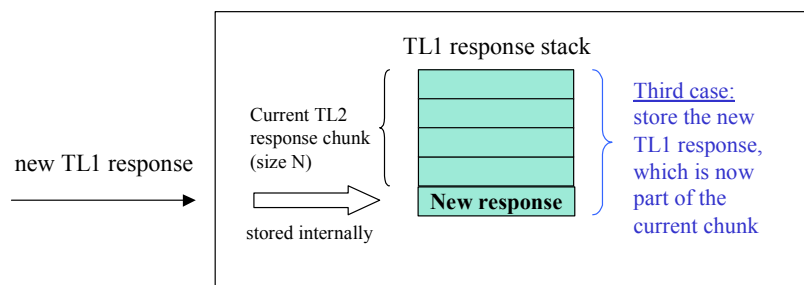 TL1 response stack
Current TL2
response chunk
(size N)
Third case:
store the new
TL1 response,
which is now
part of the
current chunk
new TL1 response
New response
stored internally